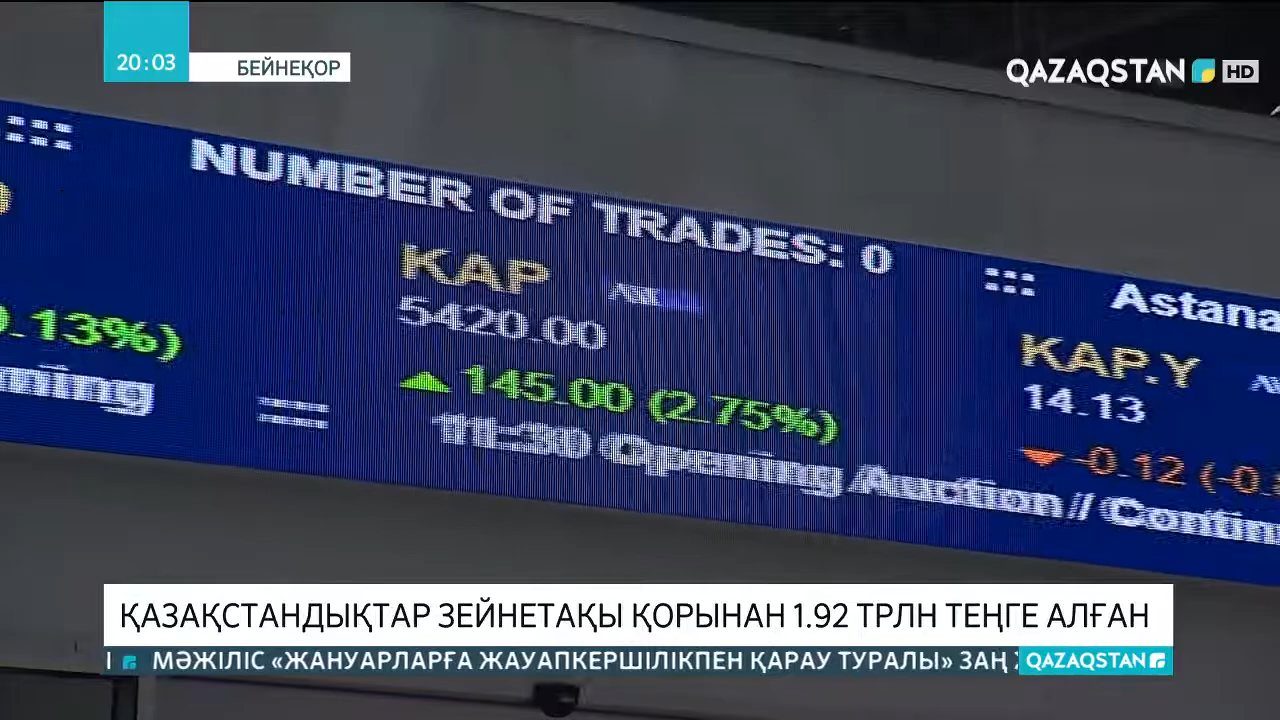 20:03
БЕЙНЕҚОР
QAZAQSTAN HD
NUMBER OF TRADES: 0
Astana
KAP
5420.00
KAP.Y
.13%)
145.00 (2.75%)
14.13
-0.12 (-0.
11:30 Opening Auction // Contin
ҚАЗАҚСТАНДЫҚТАР ЗЕЙНЕТАҚЫ ҚОРЫНАН 1.92 ТРЛН ТЕҢГЕ АЛҒАН
МӘЖІЛІС «ЖАНУАРЛАРҒА ЖАУАПКЕРШІЛІКПЕН ҚАРАУ ТУРАЛЫ» ЗАҢ
QAZAQSTAN